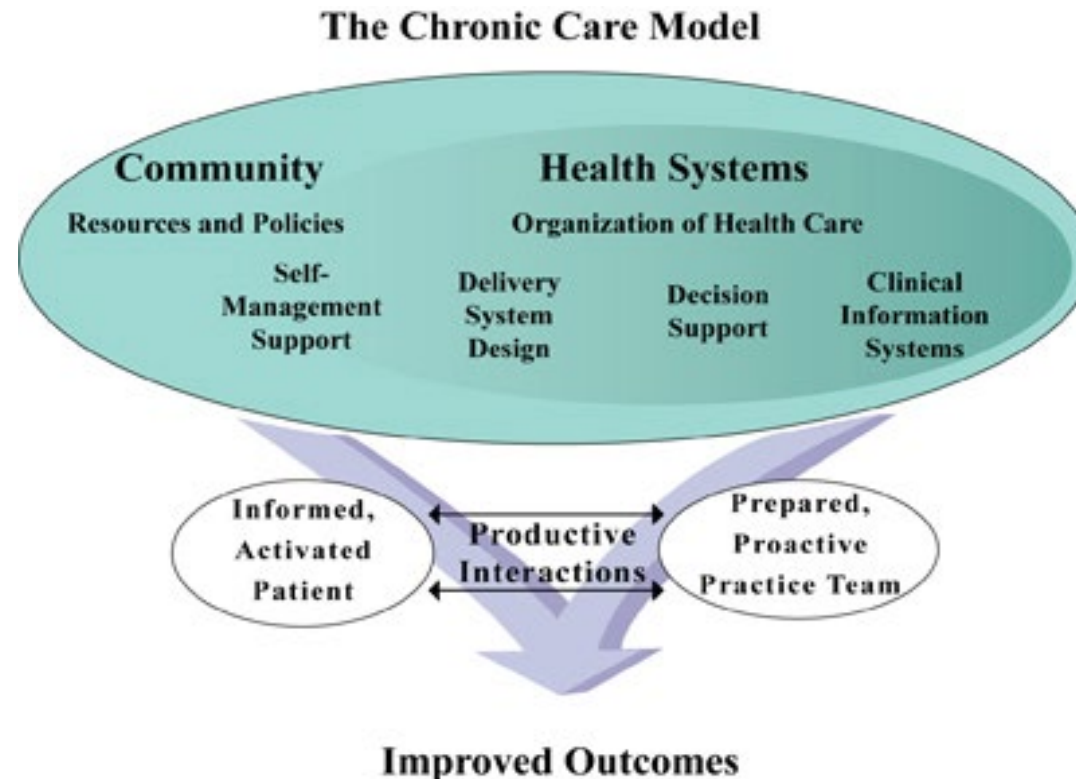 The Chronic Care Model
Community
Health Systems
Resources and Policies
Organization of Health Care
Self-
Management
Support
Delivery
System
Design
Decision
Support
Clinical
Information
Systems
Informed,
Activated
Patient
Productive
Interactions
Prepared,
Proactive
Practice Team
Improved Outcomes